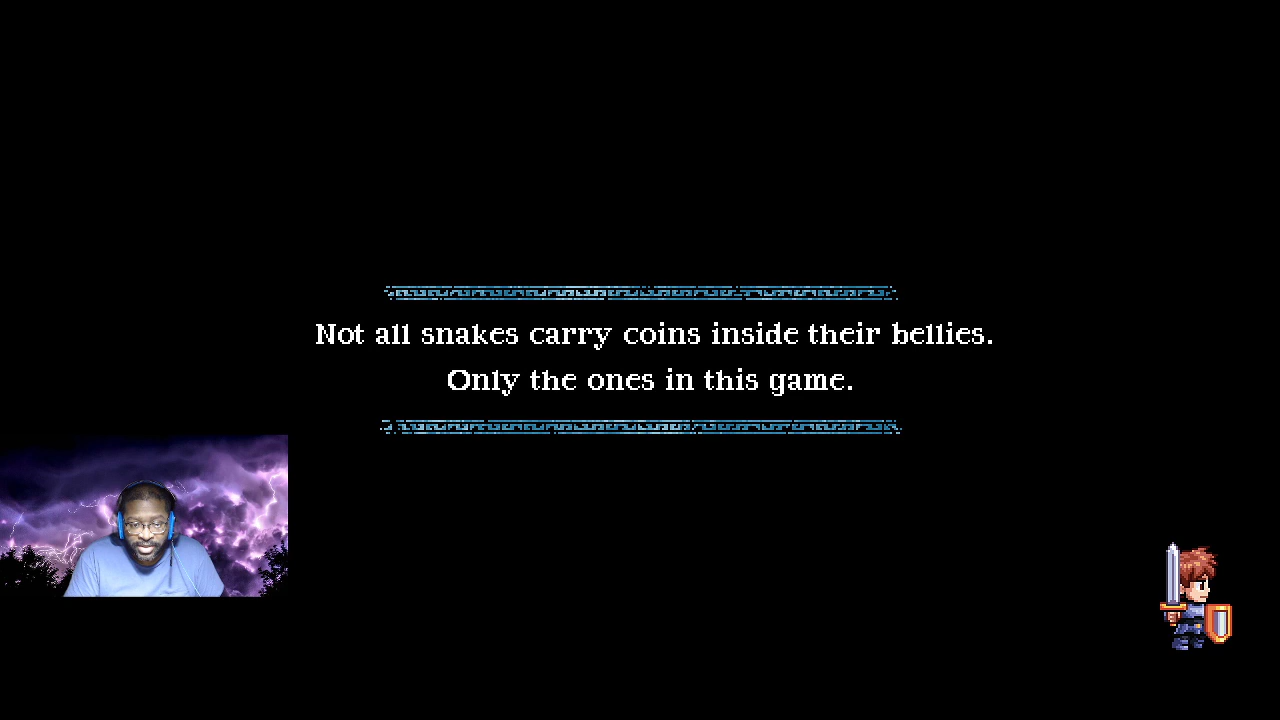 Not all snakes carry coins inside their bellies.
Only the ones in this game.